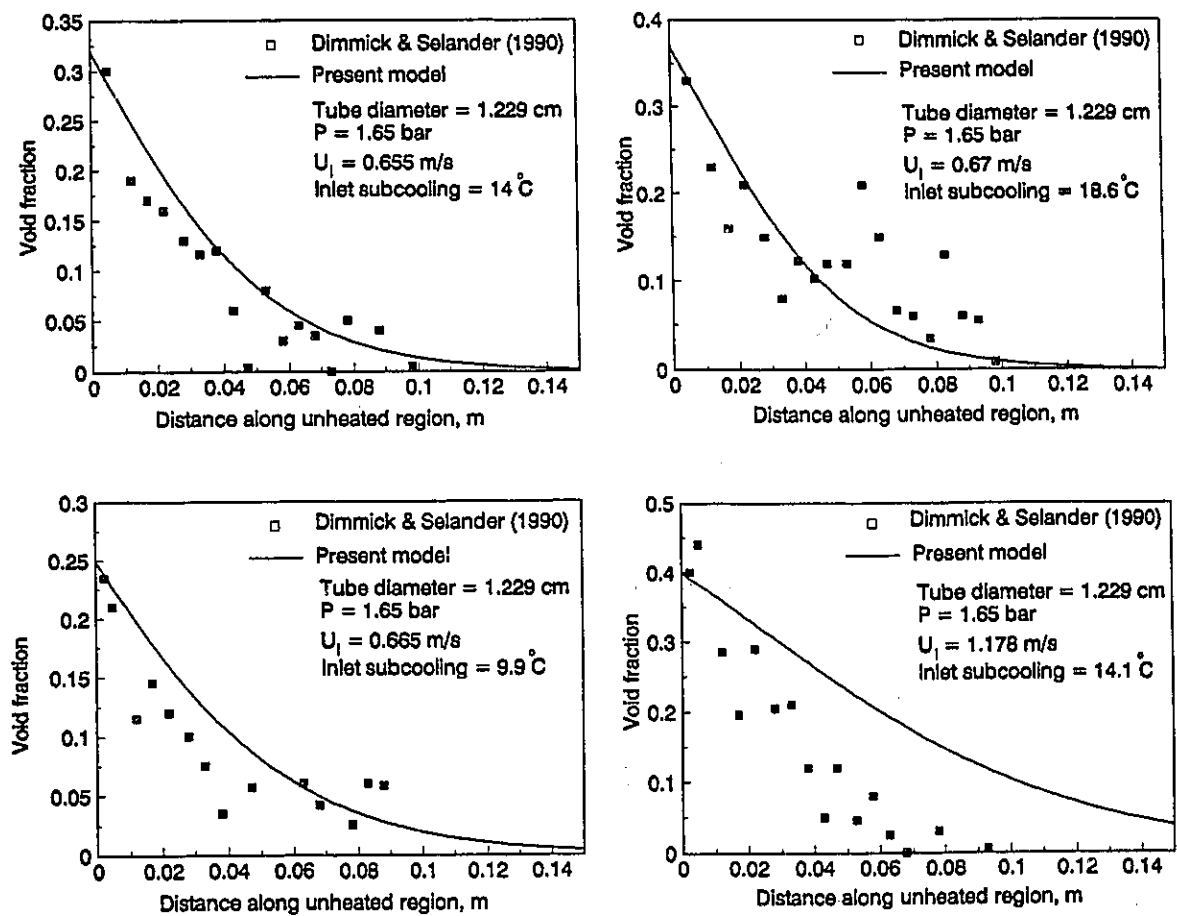 0.35
0.3
0.25
0.2
0.15
0.1
0.05
0
Void fraction
Dimmick & Selander (1990)
Present model
Tube diameter = 1.229 cm
P = 1.65 bar
U_l = 0.655 m/s
Inlet subcooling = 14 °C
0 0.02 0.04 0.06 0.08 0.1 0.12 0.14
Distance along unheated region, m
0.4
0.3
0.2
0.1
0
Void fraction
Dimmick & Selander (1990)
Present model
Tube diameter = 1.229 cm
P = 1.65 bar
U_l = 0.67 m/s
Inlet subcooling = 18.6 °C
0 0.02 0.04 0.06 0.08 0.1 0.12 0.14
Distance along unheated region, m
0.3
0.25
0.2
0.15
0.1
0.05
0
Void fraction
Dimmick & Selander (1990)
Present model
Tube diameter = 1.229 cm
P = 1.65 bar
U_l = 0.665 m/s
Inlet subcooling = 9.9 °C
0 0.02 0.04 0.06 0.08 0.1 0.12 0.14
Distance along unheated region, m
0.5
0.4
0.3
0.2
0.1
0
Void fraction
Dimmick & Selander (1990)
Present model
Tube diameter = 1.229 cm
P = 1.65 bar
U_l = 1.178 m/s
Inlet subcooling = 14.1 °C
0 0.02 0.04 0.06 0.08 0.1 0.12 0.14
Distance along unheated region, m